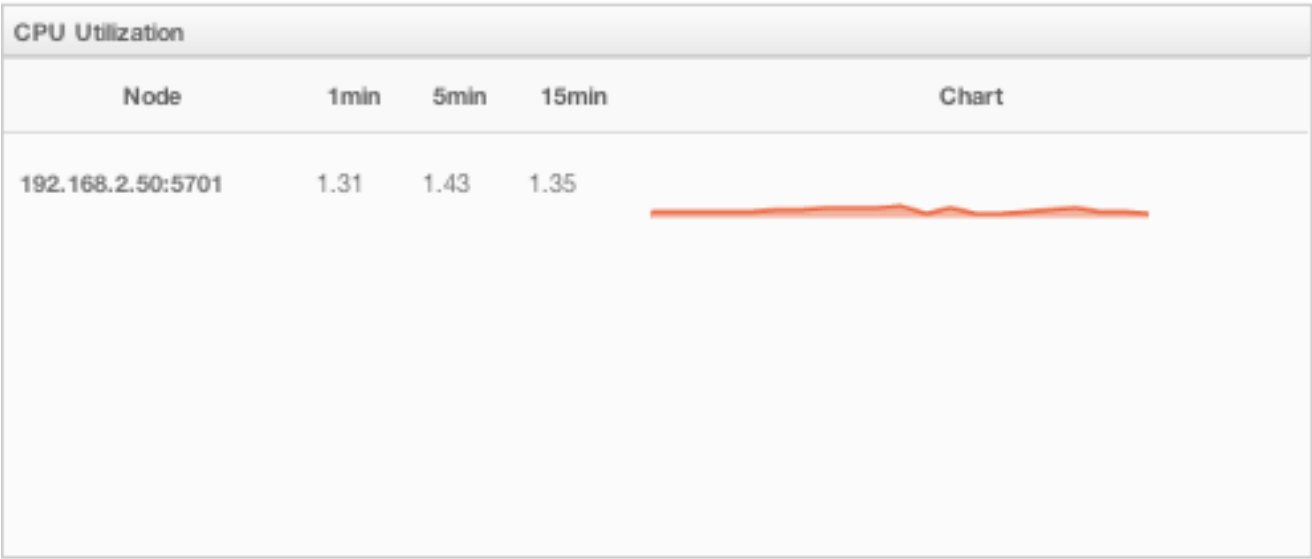 CPU Utilization
Node 1min 5min 15min Chart
192.168.2.50:5701 1.31 1.43 1.35